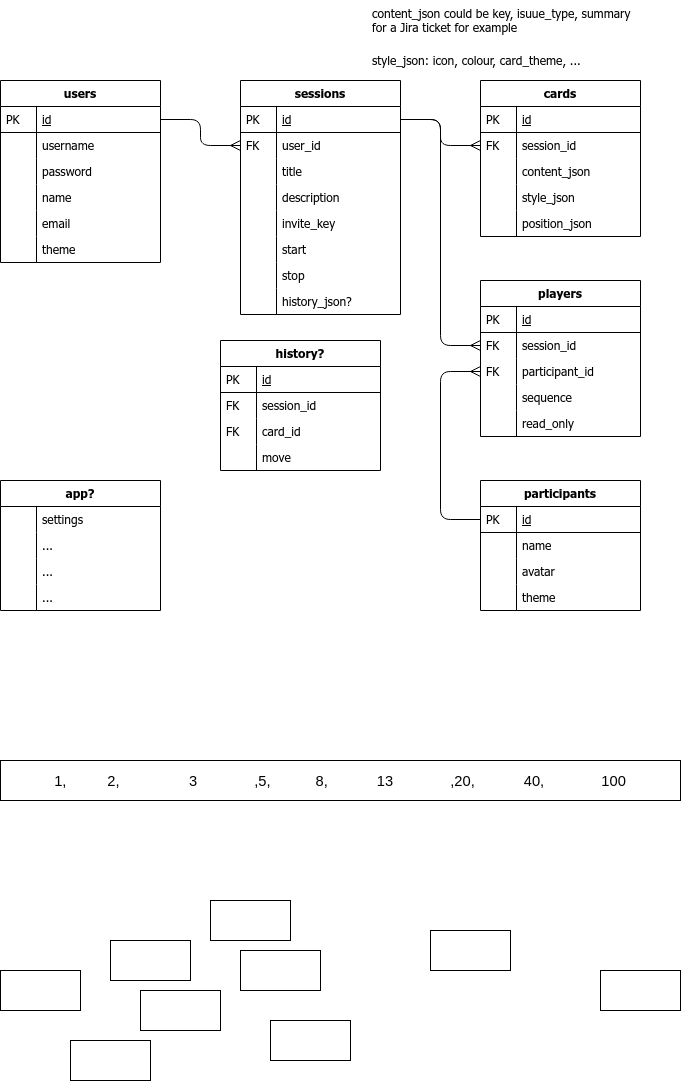 content_json could be key, isuue_type, summary
for a Jira ticket for example
style_json: icon, colour, card_theme, ...
users
PK id
username
password
name
email
theme
sessions
PK id
FK user_id
title
description
invite_key
start
stop
history_json?
cards
PK id
FK session_id
content_json
style_json
position_json
players
PK id
FK session_id
FK participant_id
sequence
read_only
history?
PK id
FK session_id
FK card_id
move
app?
settings
...
...
...
participants
PK id
name
avatar
theme
1, 2, 3 ,5, 8, 13 ,20, 40, 100